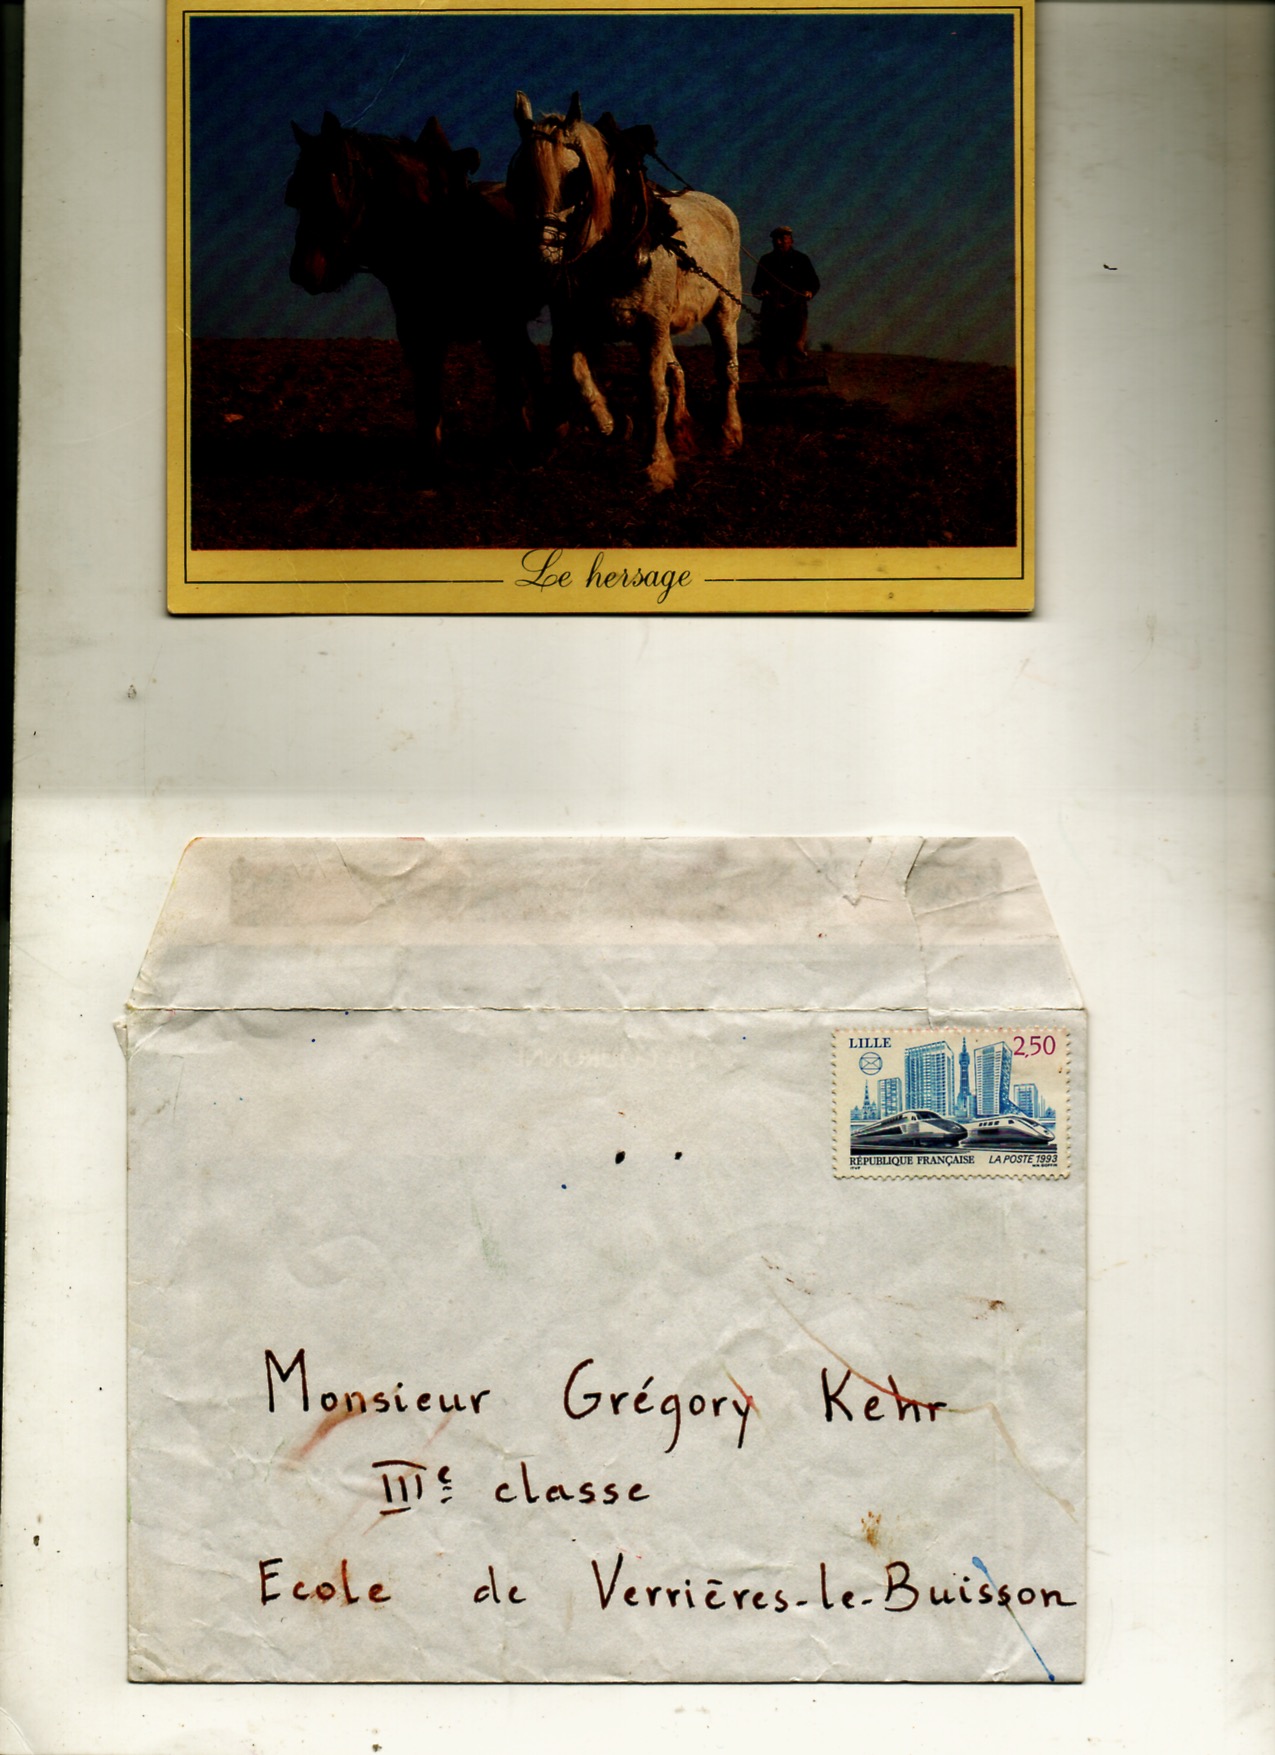 Le hersage
LILLE
2,50
RÉPUBLIQUE FRANÇAISE
LA POSTE 1993
Monsieur Grégory Kehr
IIIe classe
Ecole de Verrières-le-Buisson